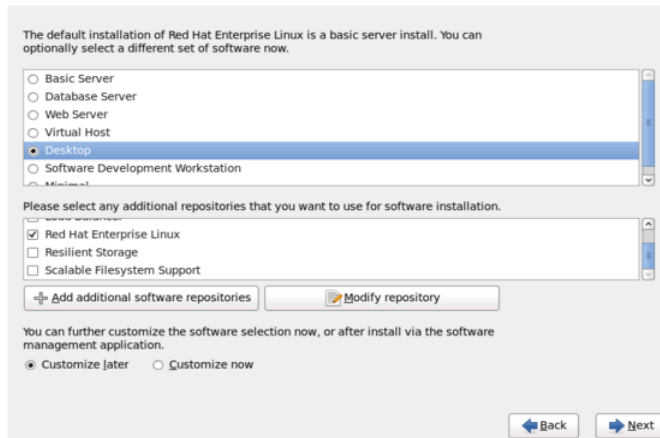 The default installation of Red Hat Enterprise Linux is a basic server install. You can
optionally select a different set of software now.
Basic Server
Database Server
Web Server
Virtual Host
Desktop
Software Development Workstation
Minimal
Please select any additional repositories that you want to use for software installation.
Load Balancer
Red Hat Enterprise Linux
Resilient Storage
Scalable Filesystem Support
Add additional software repositories
Modify repository
You can further customize the software selection now, or after install via the software
management application.
Customize later
Customize now
Back
Next